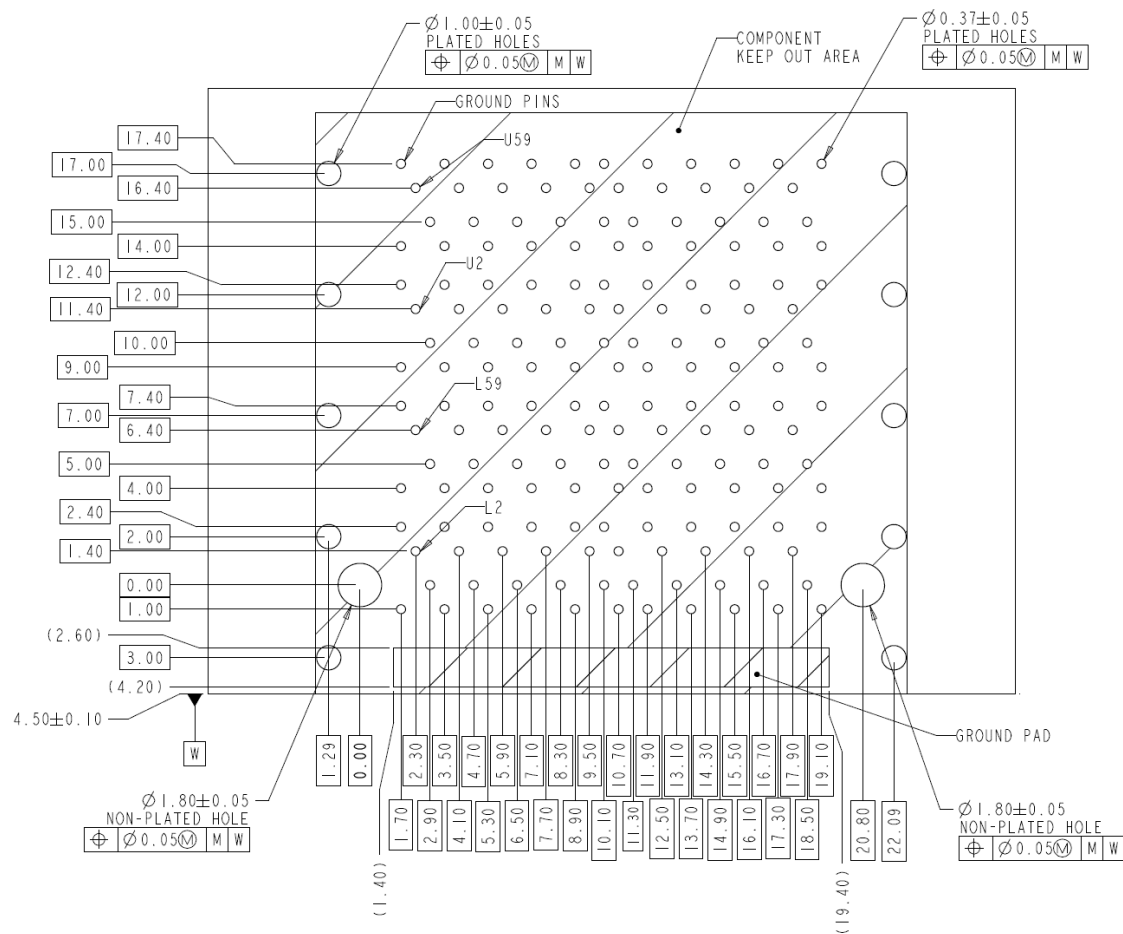 Ø1.00±0.05
PLATED HOLES
⌖ Ø0.05Ⓜ M W
COMPONENT
KEEP OUT AREA
Ø0.37±0.05
PLATED HOLES
⌖ Ø0.05Ⓜ M W
GROUND PINS
U59
17.40
17.00
16.40
15.00
14.00
12.40
12.00
11.40
U2
10.00
9.00
7.40
7.00
6.40
L59
5.00
4.00
2.40
2.00
1.40
L2
0.00
1.00
(2.60)
3.00
(4.20)
4.50±0.10
W
GROUND PAD
1.29
0.00
2.30
3.50
4.70
5.90
7.10
8.30
9.50
10.70
11.90
13.10
14.30
15.50
16.70
17.90
19.10
1.70
2.90
4.10
5.30
6.50
7.70
8.90
10.10
11.30
12.50
13.70
14.90
16.10
17.30
18.50
20.80
22.09
(1.40)
(19.40)
Ø1.80±0.05
NON-PLATED HOLE
⌖ Ø0.05Ⓜ M W
Ø1.80±0.05
NON-PLATED HOLE
⌖ Ø0.05Ⓜ M W